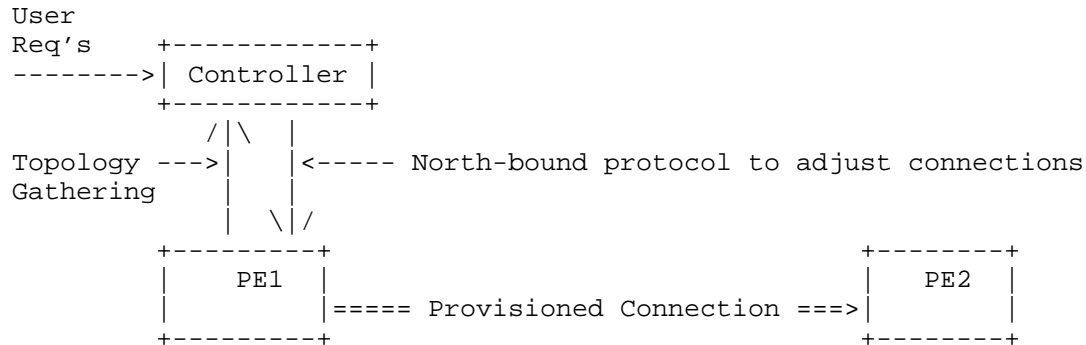 User
Req's
Controller
Topology North-bound protocol to adjust connections
Gathering
PE1 PE2
Provisioned Connection